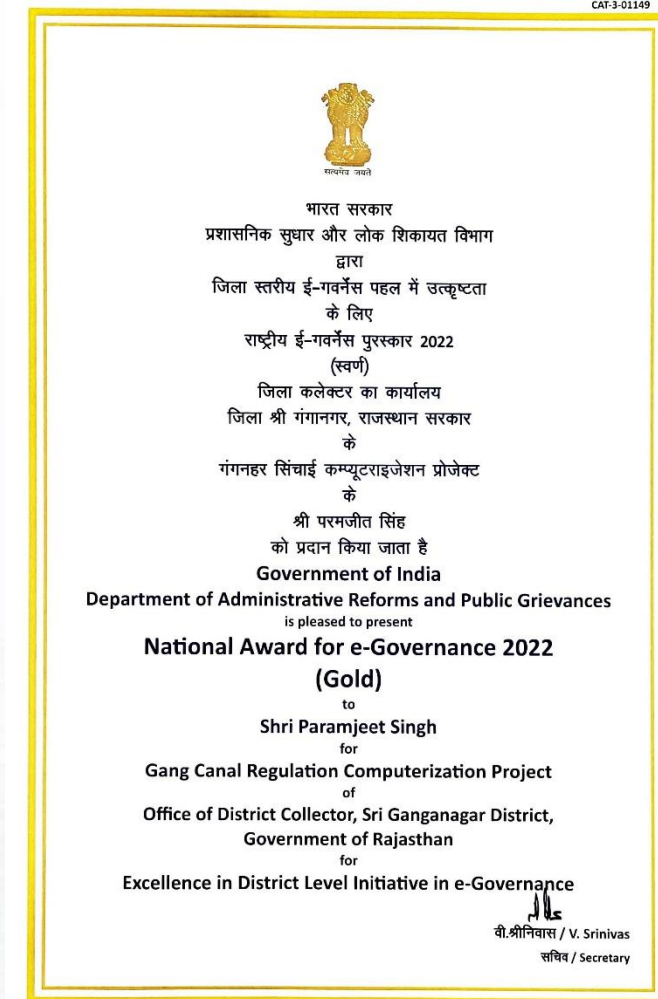 CAT-3-01149
सत्यमेव जयते
भारत सरकार
प्रशासनिक सुधार और लोक शिकायत विभाग
द्वारा
जिला स्तरीय ई-गवर्नेंस पहल में उत्कृष्टता
के लिए
राष्ट्रीय ई-गवर्नेंस पुरस्कार 2022
(स्वर्ण)
जिला कलेक्टर का कार्यालय
जिला श्री गंगानगर, राजस्थान सरकार
के
गंगनहर सिंचाई कम्प्यूटराइजेशन प्रोजेक्ट
के
श्री परमजीत सिंह
को प्रदान किया जाता है
Government of India
Department of Administrative Reforms and Public Grievances
is pleased to present
National Award for e-Governance 2022
(Gold)
to
Shri Paramjeet Singh
for
Gang Canal Regulation Computerization Project
of
Office of District Collector, Sri Ganganagar District,
Government of Rajasthan
for
Excellence in District Level Initiative in e-Governance
वी.श्रीनिवास / V. Srinivas
सचिव / Secretary